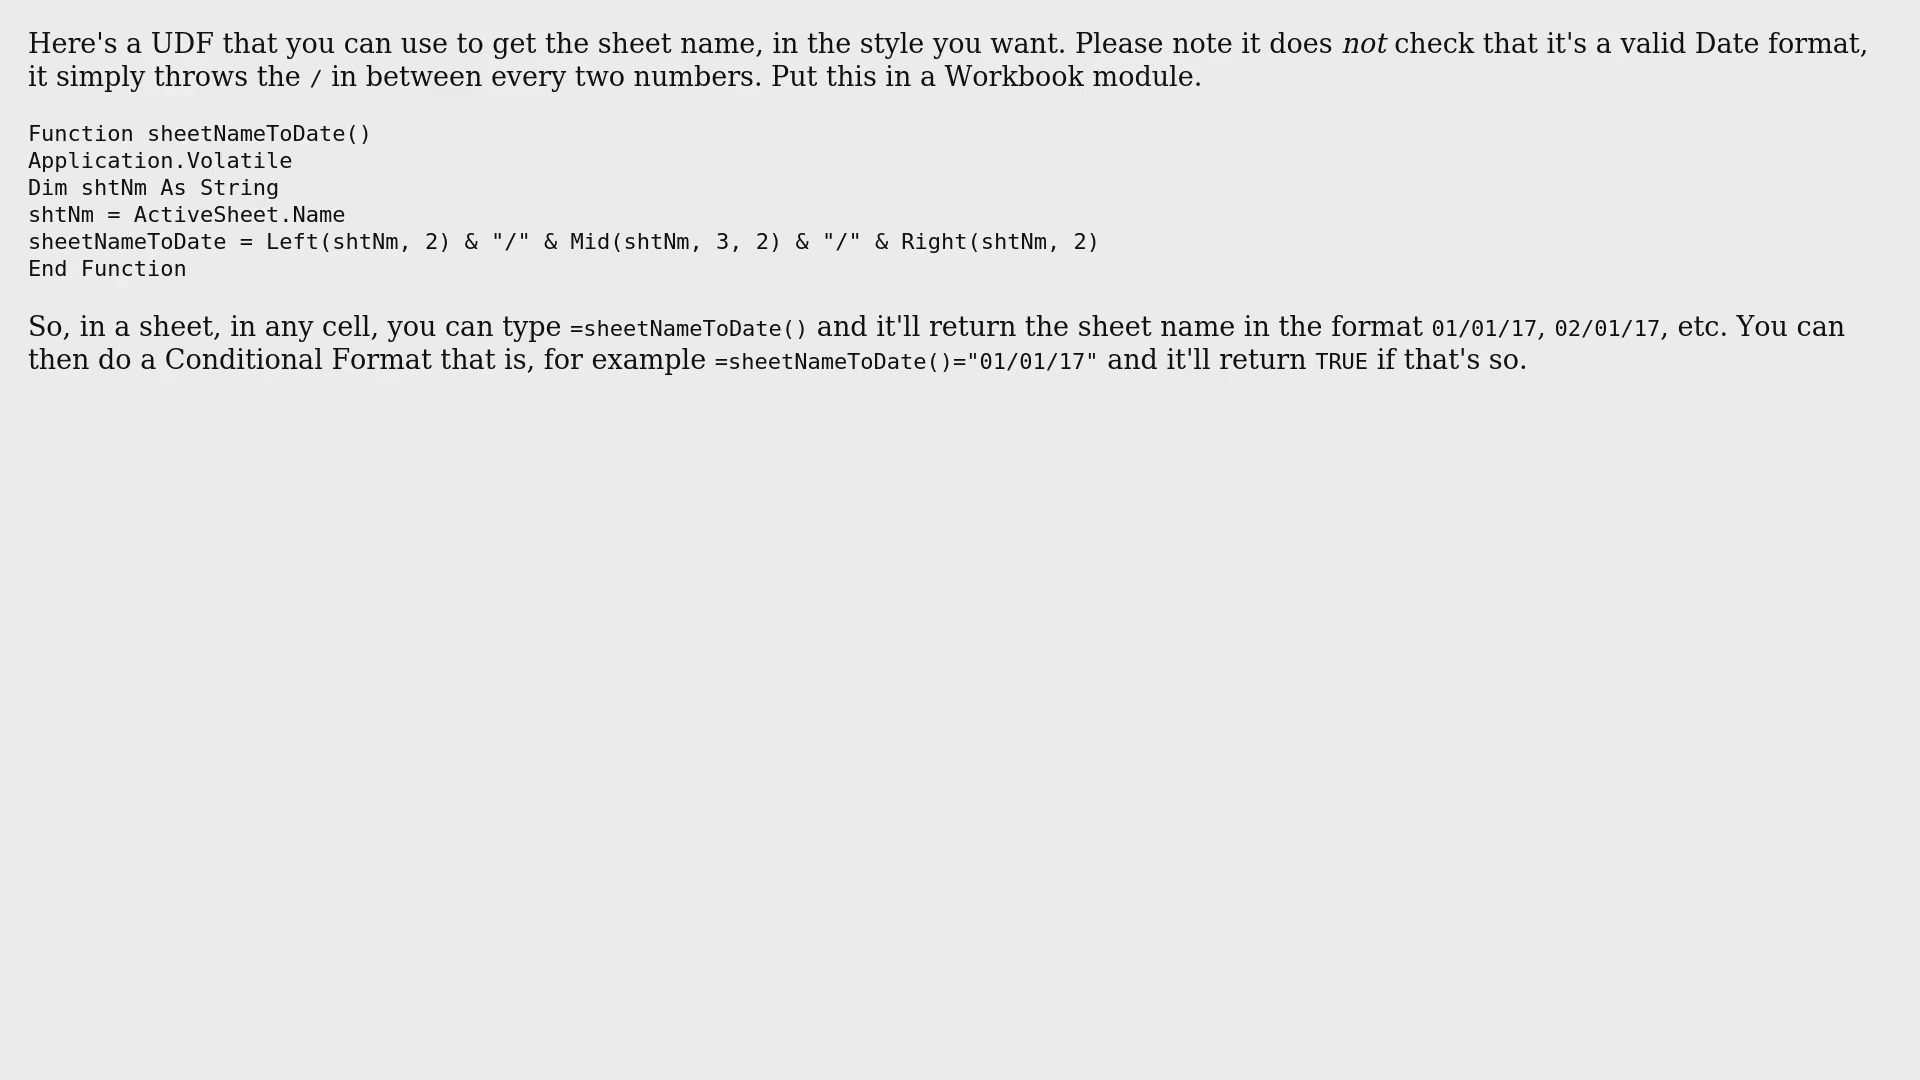 Here's a UDF that you can use to get the sheet name, in the style you want. Please note it does not check that it's a valid Date format,
it simply throws the / in between every two numbers. Put this in a Workbook module.
Function sheetNameToDate()
Application.Volatile
Dim shtNm As String
shtNm = ActiveSheet.Name
sheetNameToDate = Left(shtNm, 2) & "/" & Mid(shtNm, 3, 2) & "/" & Right(shtNm, 2)
End Function
So, in a sheet, in any cell, you can type =sheetNameToDate() and it'll return the sheet name in the format 01/01/17, 02/01/17, etc. You can
then do a Conditional Format that is, for example =sheetNameToDate()="01/01/17" and it'll return TRUE if that's so.